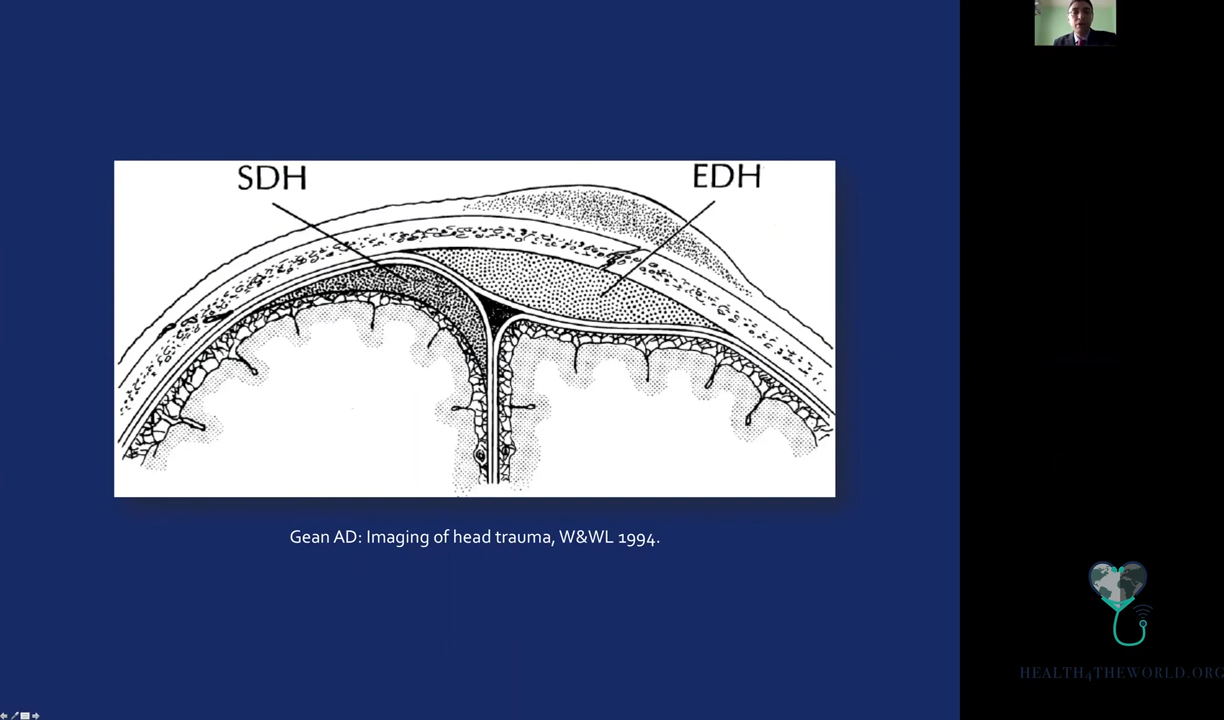 SDH
EDH
Gean AD: Imaging of head trauma, W&WL 1994.
HEALTH4THEWORLD.ORG